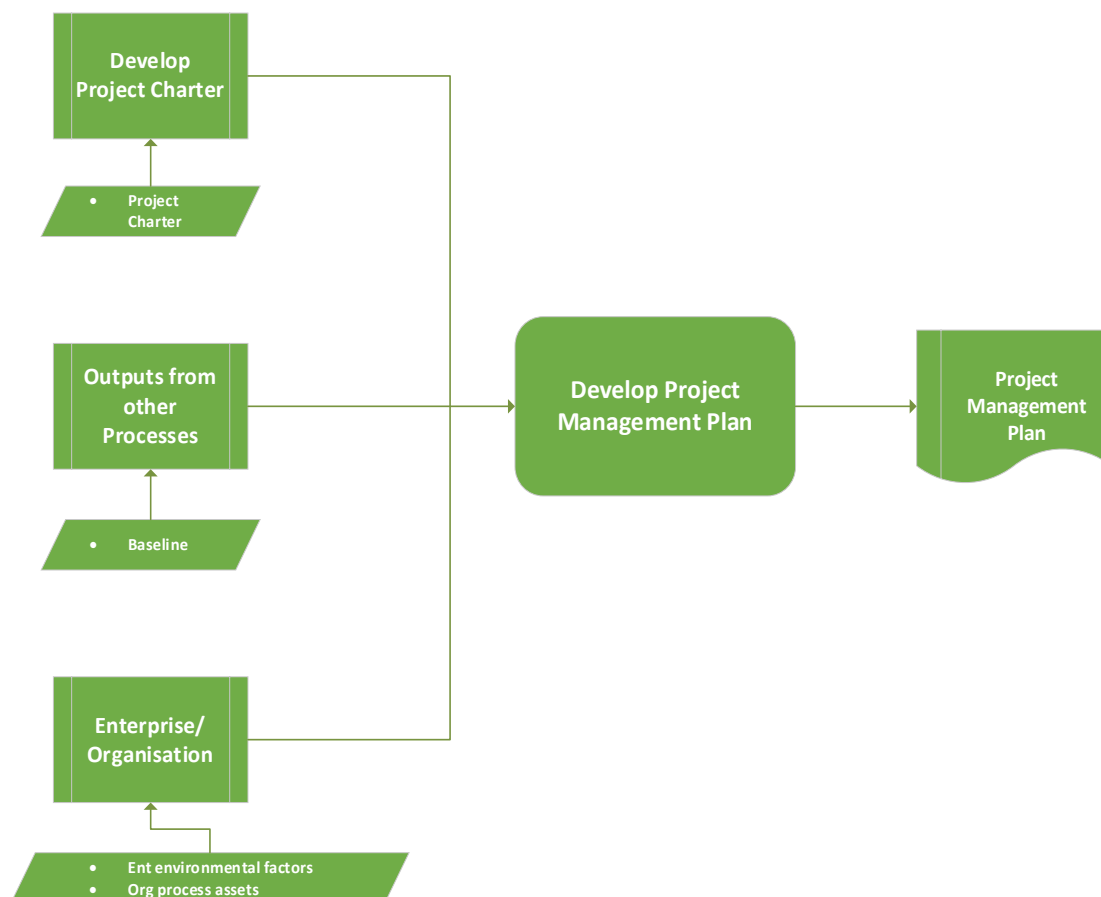 Develop
Project Charter
• Project
Charter
Outputs from
other
Processes
• Baseline
Enterprise/
Organisation
• Ent environmental factors
• Org process assets
Develop Project
Management Plan
Project
Management
Plan